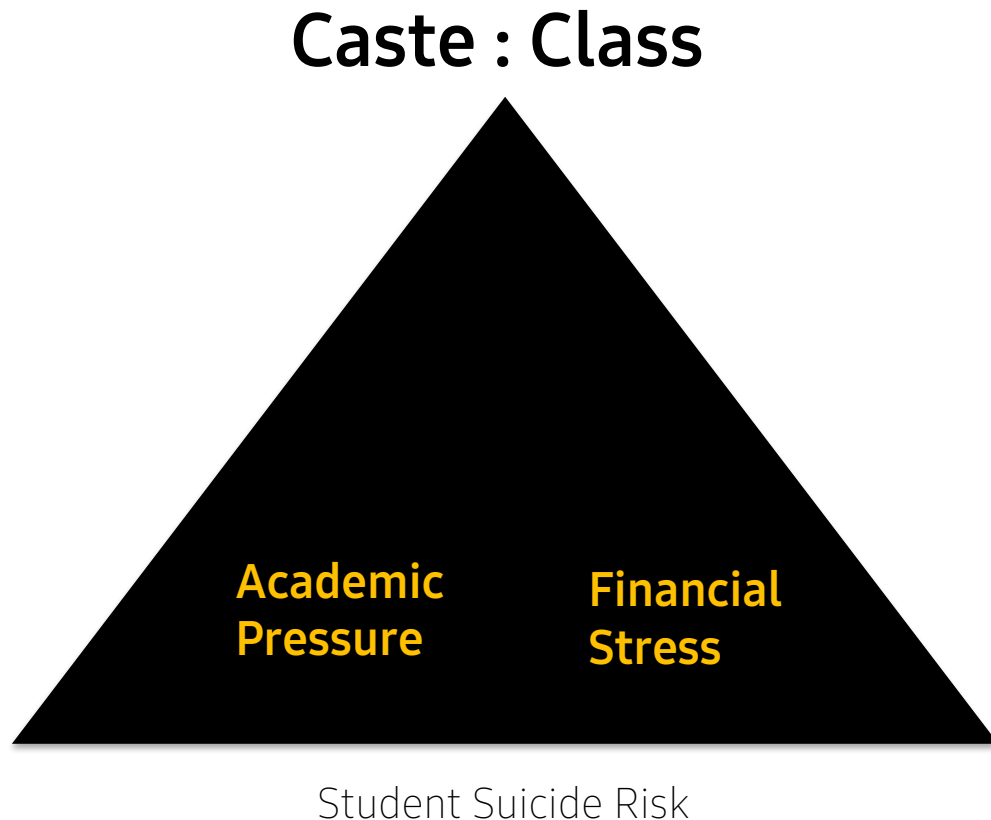 Caste : Class
Academic
Pressure
Financial
Stress
Student Suicide Risk